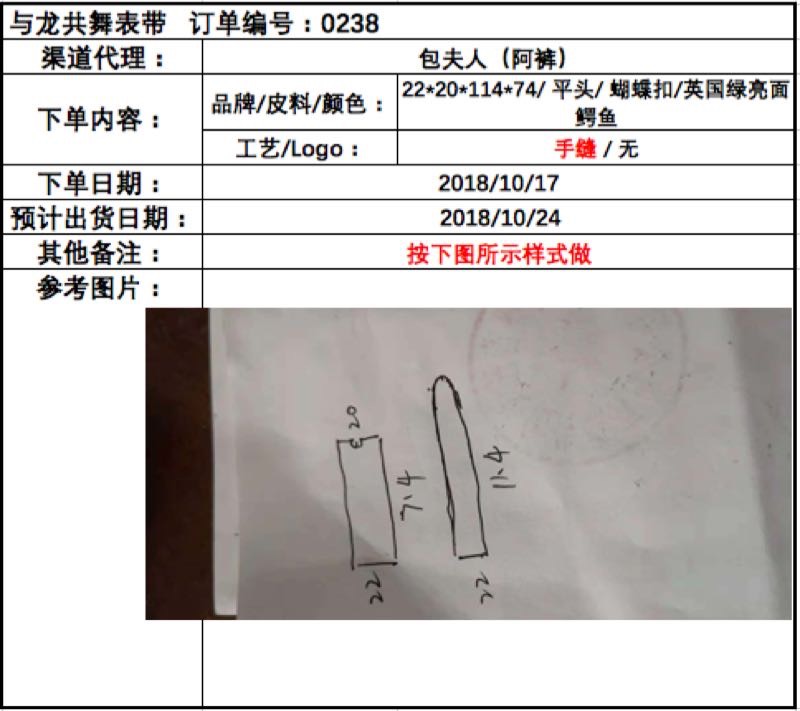 与龙共舞表带 订单编号：0238
渠道代理： 包夫人（阿裤）
下单内容： 品牌/皮料/颜色： 22*20*114*74/ 平头/ 蝴蝶扣/英国绿亮面
鳄鱼
工艺/Logo： 手缝 / 无
下单日期： 2018/10/17
预计出货日期： 2018/10/24
其他备注： 按下图所示样式做
参考图片：
20
7.4
22
11.4
22